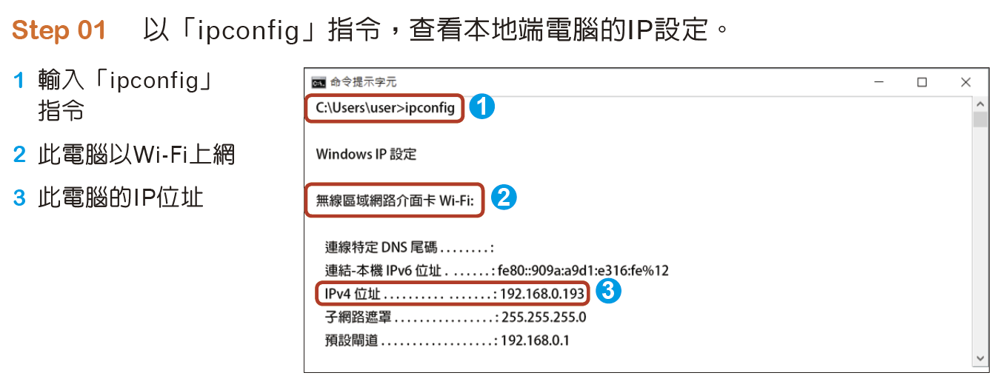 Step 01 以「ipconfig」指令，查看本地端電腦的IP設定。
1 輸入「ipconfig」
指令
2 此電腦以Wi-Fi上網
3 此電腦的IP位址
命令提示字元
C:\Users\user>ipconfig 1
Windows IP 設定
無線區域網路介面卡 Wi-Fi: 2
連線特定 DNS 尾碼 . . . . . . . . :
連結-本機 IPv6 位址 . . . . . . . : fe80::909a:a9d1:e316:fe%12
IPv4 位址 . . . . . . . . . . . . . . . . . : 192.168.0.193 3
子網路遮罩 . . . . . . . . . . . . . . . . : 255.255.255.0
預設閘道 . . . . . . . . . . . . . . . . . . : 192.168.0.1